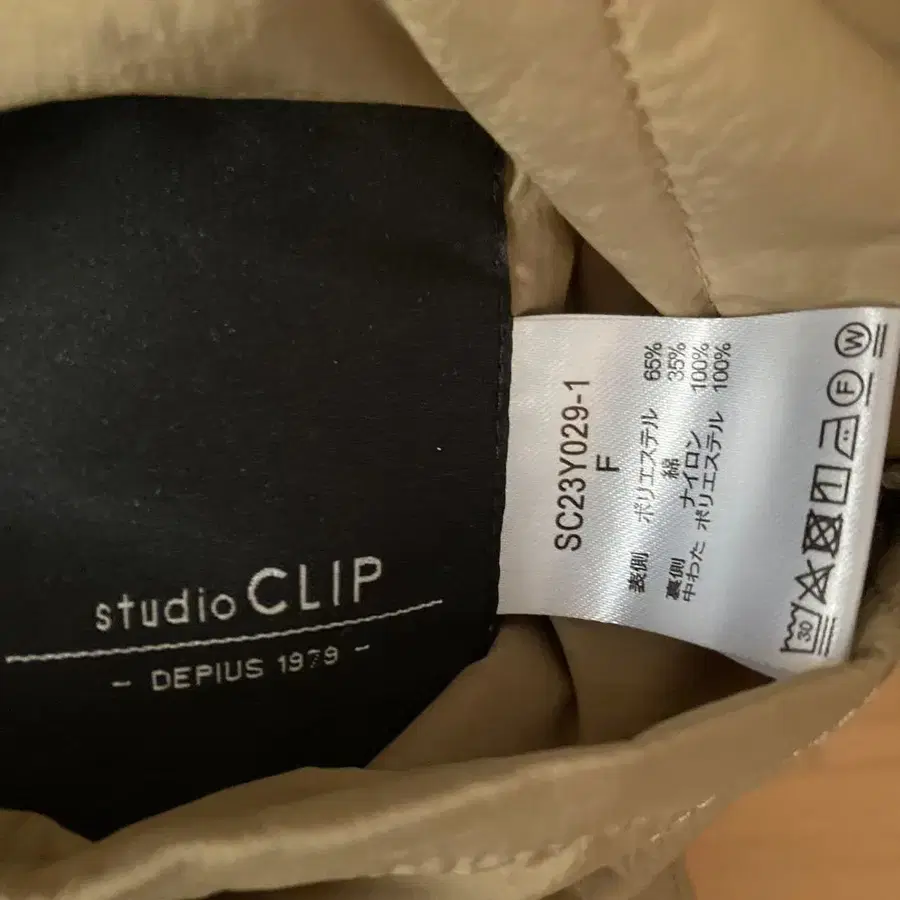 studio CLIP
- DEPIUS 1979 -
SC23Y029-1
F
表側 ポリエステル 65%
綿 35%
裏側 ナイロン 100%
中わた ポリエステル 100%
30
F
W